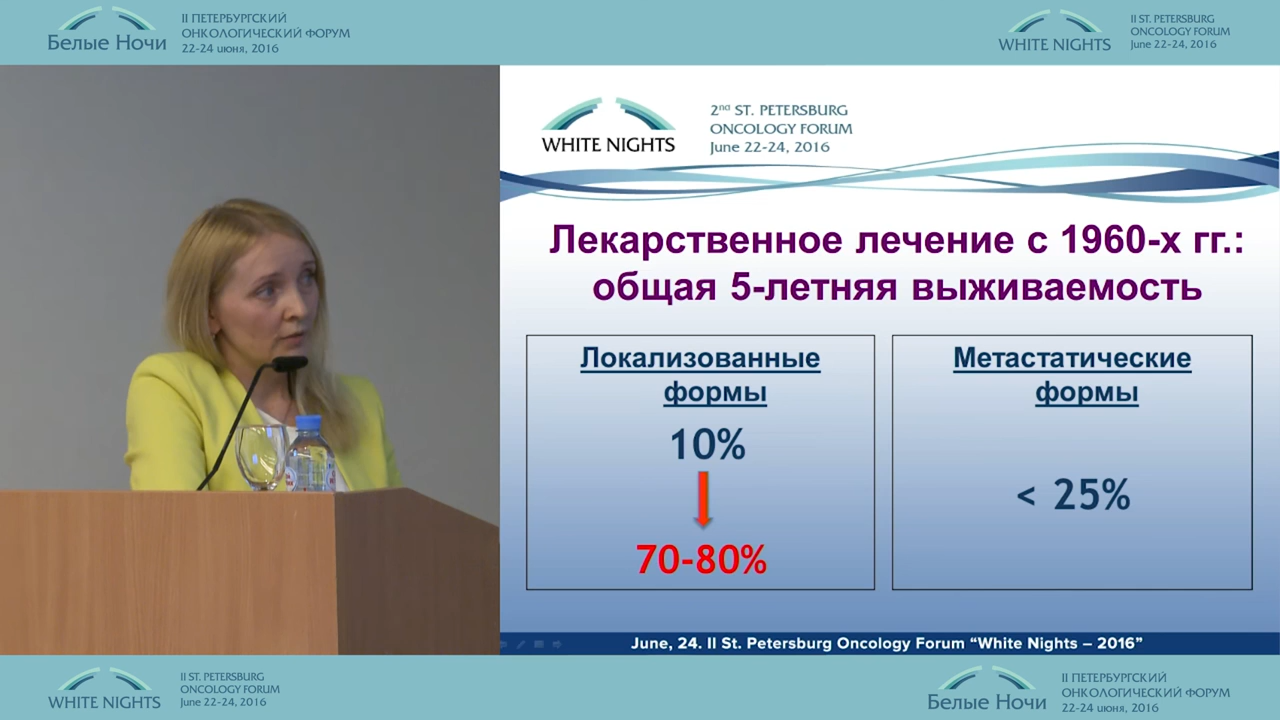 Белые Ночи
II ПЕТЕРБУРГСКИЙ
ОНКОЛОГИЧЕСКИЙ ФОРУМ
22-24 июня, 2016
WHITE NIGHTS
II ST. PETERSBURG
ONCOLOGY FORUM
June 22-24, 2016
WHITE NIGHTS
2nd ST. PETERSBURG
ONCOLOGY FORUM
June 22-24, 2016
Лекарственное лечение с 1960-х гг.:
общая 5-летняя выживаемость
Локализованные
формы
10%
70-80%
Метастатические
формы
< 25%
June, 24. II St. Petersburg Oncology Forum “White Nights – 2016”
WHITE NIGHTS
II ST. PETERSBURG
ONCOLOGY FORUM
June 22-24, 2016
Белые Ночи
II ПЕТЕРБУРГСКИЙ
ОНКОЛОГИЧЕСКИЙ ФОРУМ
22-24 июня, 2016